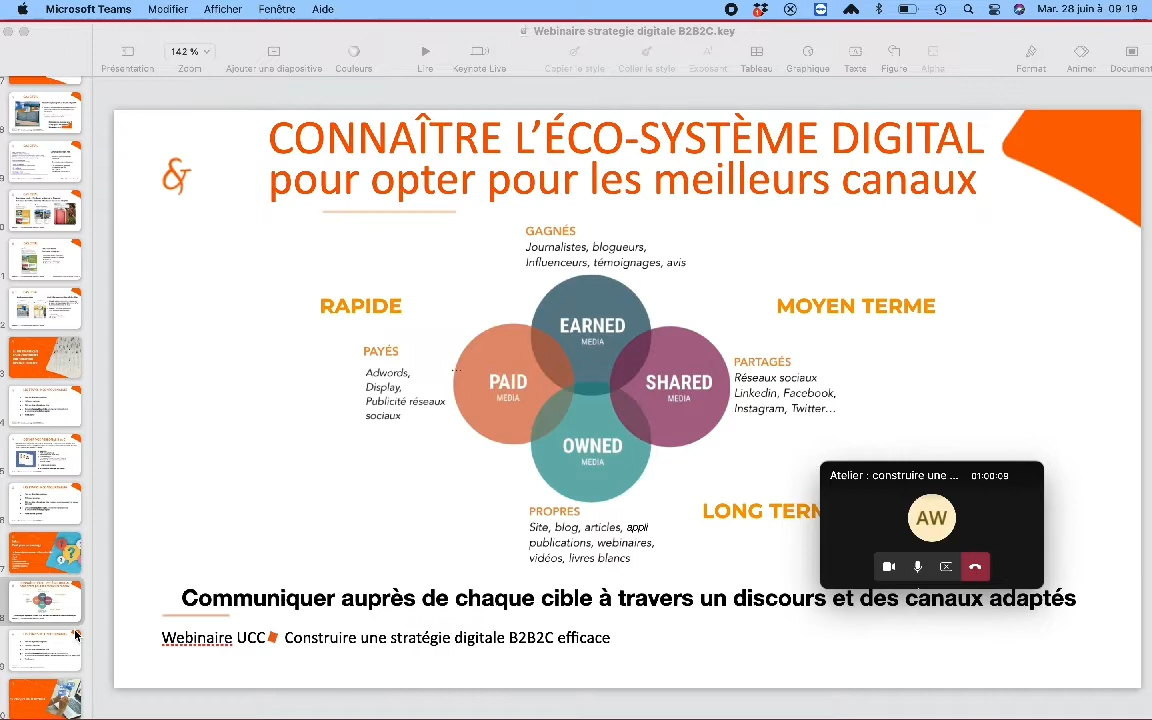 Microsoft Teams Modifier Afficher Fenêtre Aide Mar. 28 juin à 09 19
Webinaire strategie digitale B2B2C.key
142 %
Présentation Zoom Ajouter une diapositive Couleurs Lire Keynote Live Copier le style Coller le style Exposant Tableau Graphique Texte Figure Alpha Format Animer Document
CONNAÎTRE L’ÉCO-SYSTÈME DIGITAL
pour opter pour les meilleurs canaux
&
GAGNÉS
Journalistes, blogueurs,
Influenceurs, témoignages, avis
RAPIDE
MOYEN TERME
EARNED
MEDIA
PAYÉS
Adwords,
Display,
Publicité réseaux
sociaux
...
PAID
MEDIA
SHARED
MEDIA
PARTAGÉS
Réseaux sociaux
Linkedin, Facebook,
Instagram, Twitter...
OWNED
MEDIA
PROPRES
Site, blog, articles, appli
publications, webinaires,
vidéos, livres blancs
LONG TERM
Atelier : construire une ... 01:00:09
AW
Communiquer auprès de chaque cible à travers un discours et des canaux adaptés
Webinaire UCC Construire une stratégie digitale B2B2C efficace